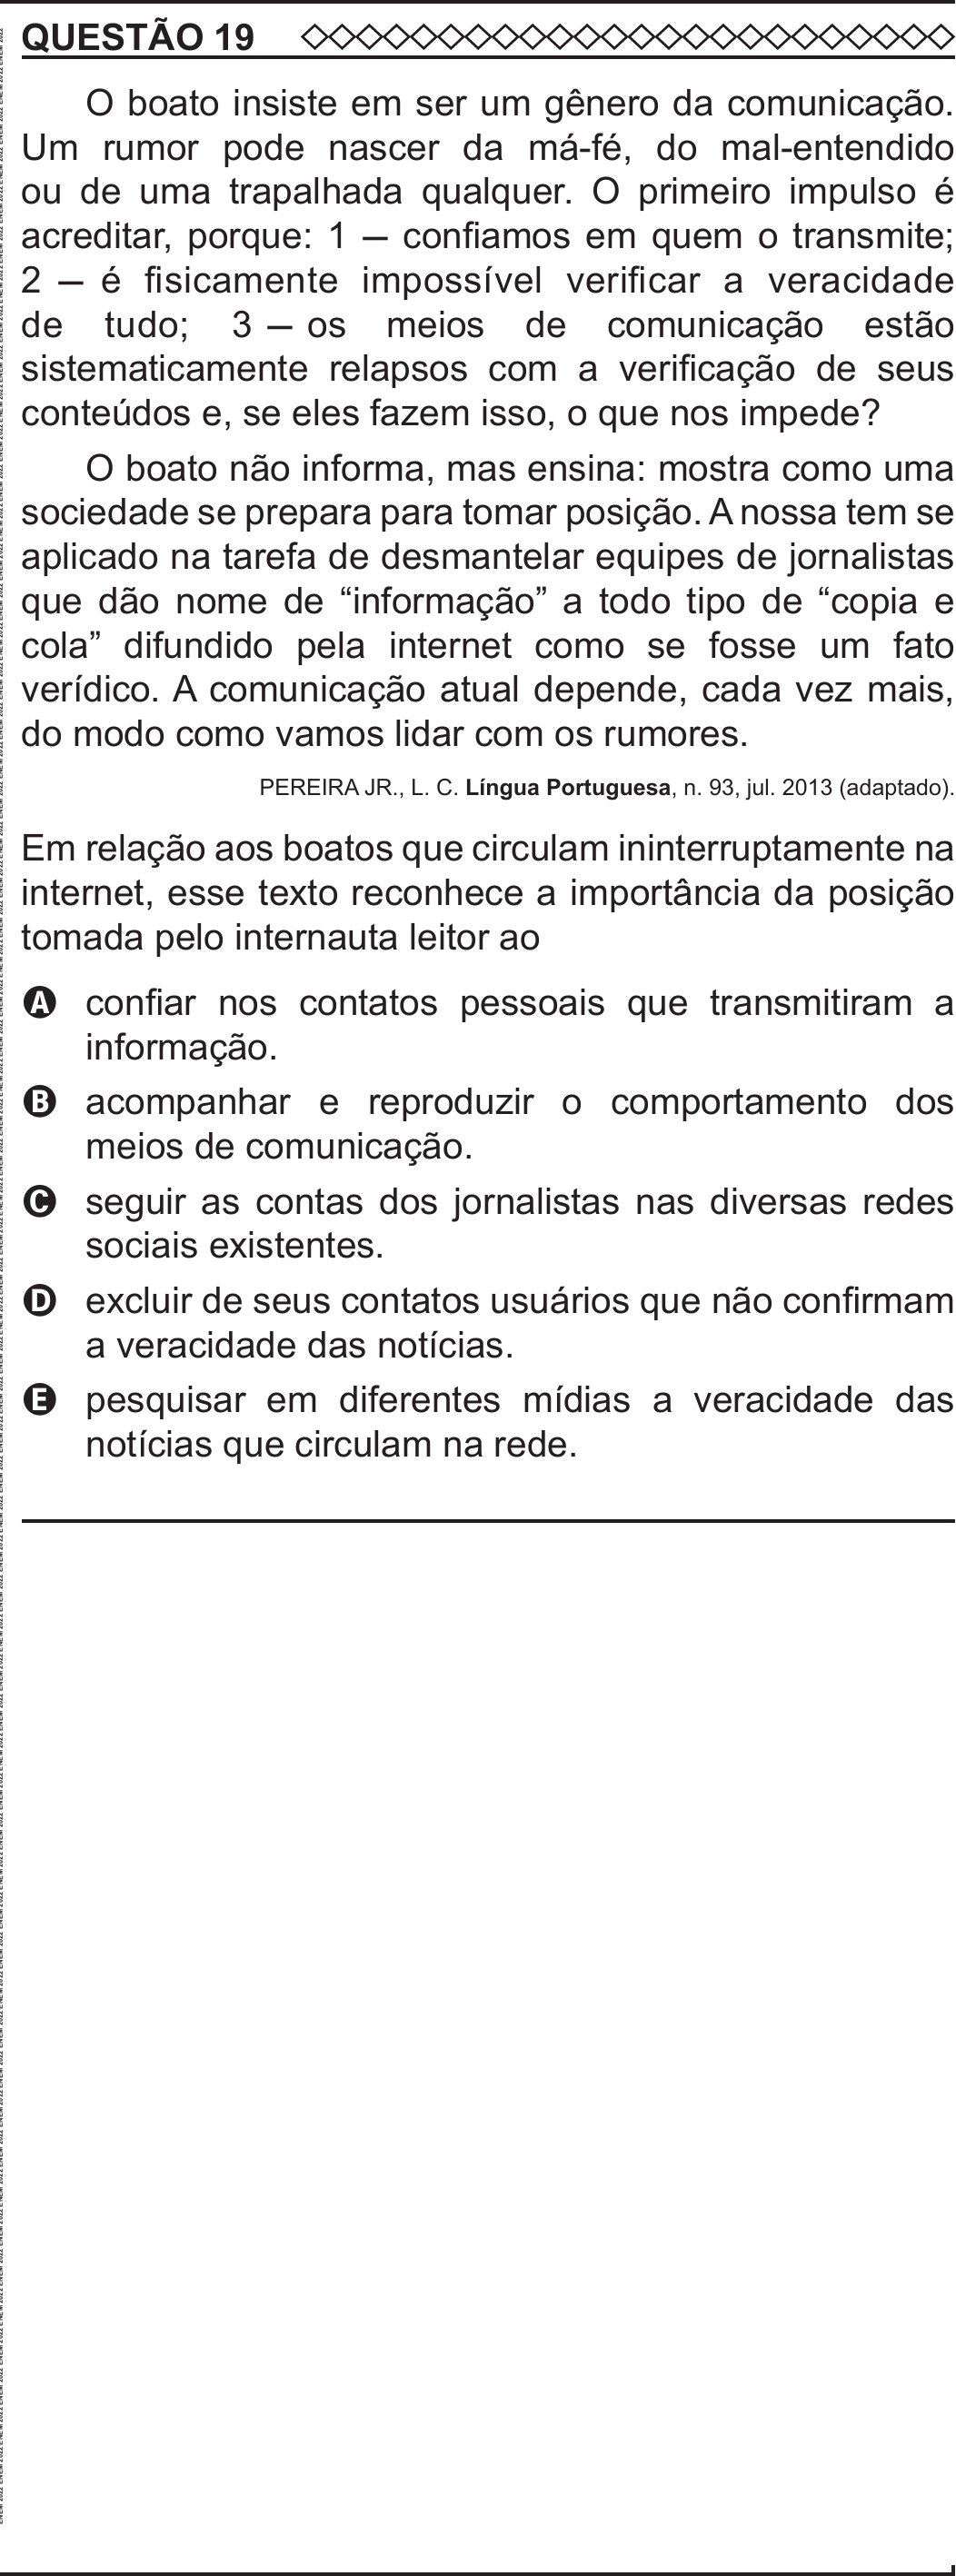 QUESTÃO 19
O boato insiste em ser um gênero da comunicação.
Um rumor pode nascer da má-fé, do mal-entendido
ou de uma trapalhada qualquer. O primeiro impulso é
acreditar, porque: 1 — confiamos em quem o transmite;
2 — é fisicamente impossível verificar a veracidade
de tudo; 3 — os meios de comunicação estão
sistematicamente relapsos com a verificação de seus
conteúdos e, se eles fazem isso, o que nos impede?
O boato não informa, mas ensina: mostra como uma
sociedade se prepara para tomar posição. A nossa tem se
aplicado na tarefa de desmantelar equipes de jornalistas
que dão nome de “informação” a todo tipo de “copia e
cola” difundido pela internet como se fosse um fato
verídico. A comunicação atual depende, cada vez mais,
do modo como vamos lidar com os rumores.
PEREIRA JR., L. C. Língua Portuguesa, n. 93, jul. 2013 (adaptado).
Em relação aos boatos que circulam ininterruptamente na
internet, esse texto reconhece a importância da posição
tomada pelo internauta leitor ao
A confiar nos contatos pessoais que transmitiram a
informação.
B acompanhar e reproduzir o comportamento dos
meios de comunicação.
C seguir as contas dos jornalistas nas diversas redes
sociais existentes.
D excluir de seus contatos usuários que não confirmam
a veracidade das notícias.
E pesquisar em diferentes mídias a veracidade das
notícias que circulam na rede.